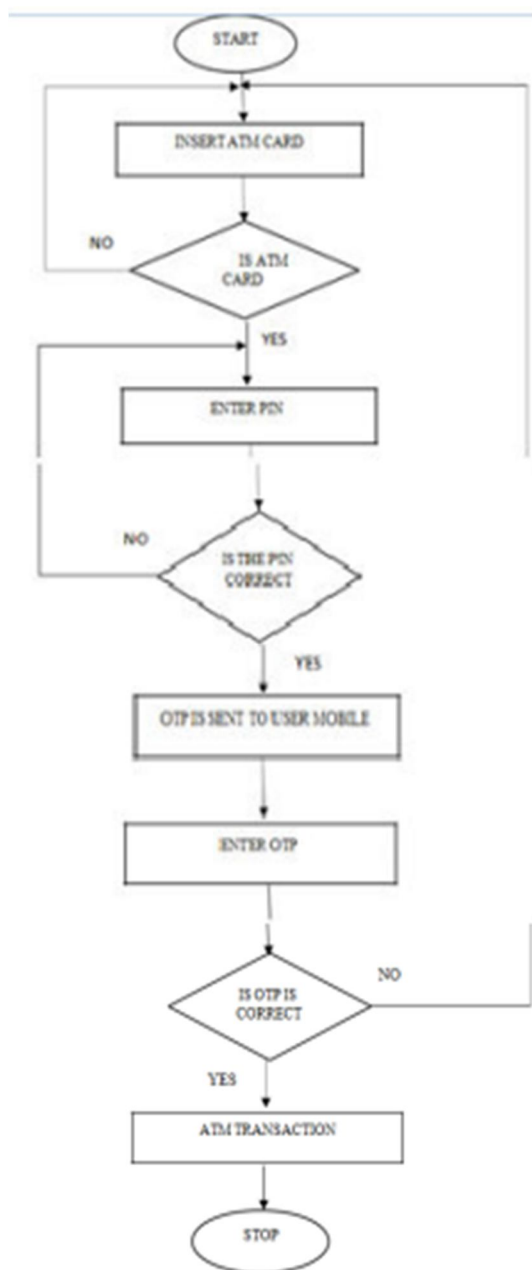 START
INSERT ATM CARD
NO
IS ATM
CARD
YES
ENTER PIN
NO
IS THE PIN
CORRECT
YES
OTP IS SENT TO USER MOBILE
ENTER OTP
IS OTP IS
CORRECT
NO
YES
ATM TRANSACTION
STOP